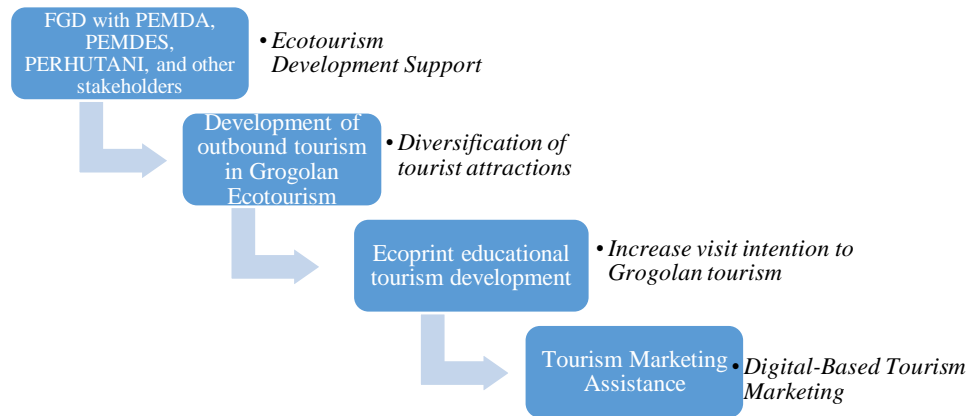 FGD with PEMDA,
PEMDES,
PERHUTANI, and other
stakeholders
• Ecotourism
Development Support
Development of
outbound tourism
in Grogolan
Ecotourism
• Diversification of
tourist attractions
Ecoprint educational
tourism development
• Increase visit intention to
Grogolan tourism
Tourism Marketing
Assistance
• Digital-Based Tourism
Marketing